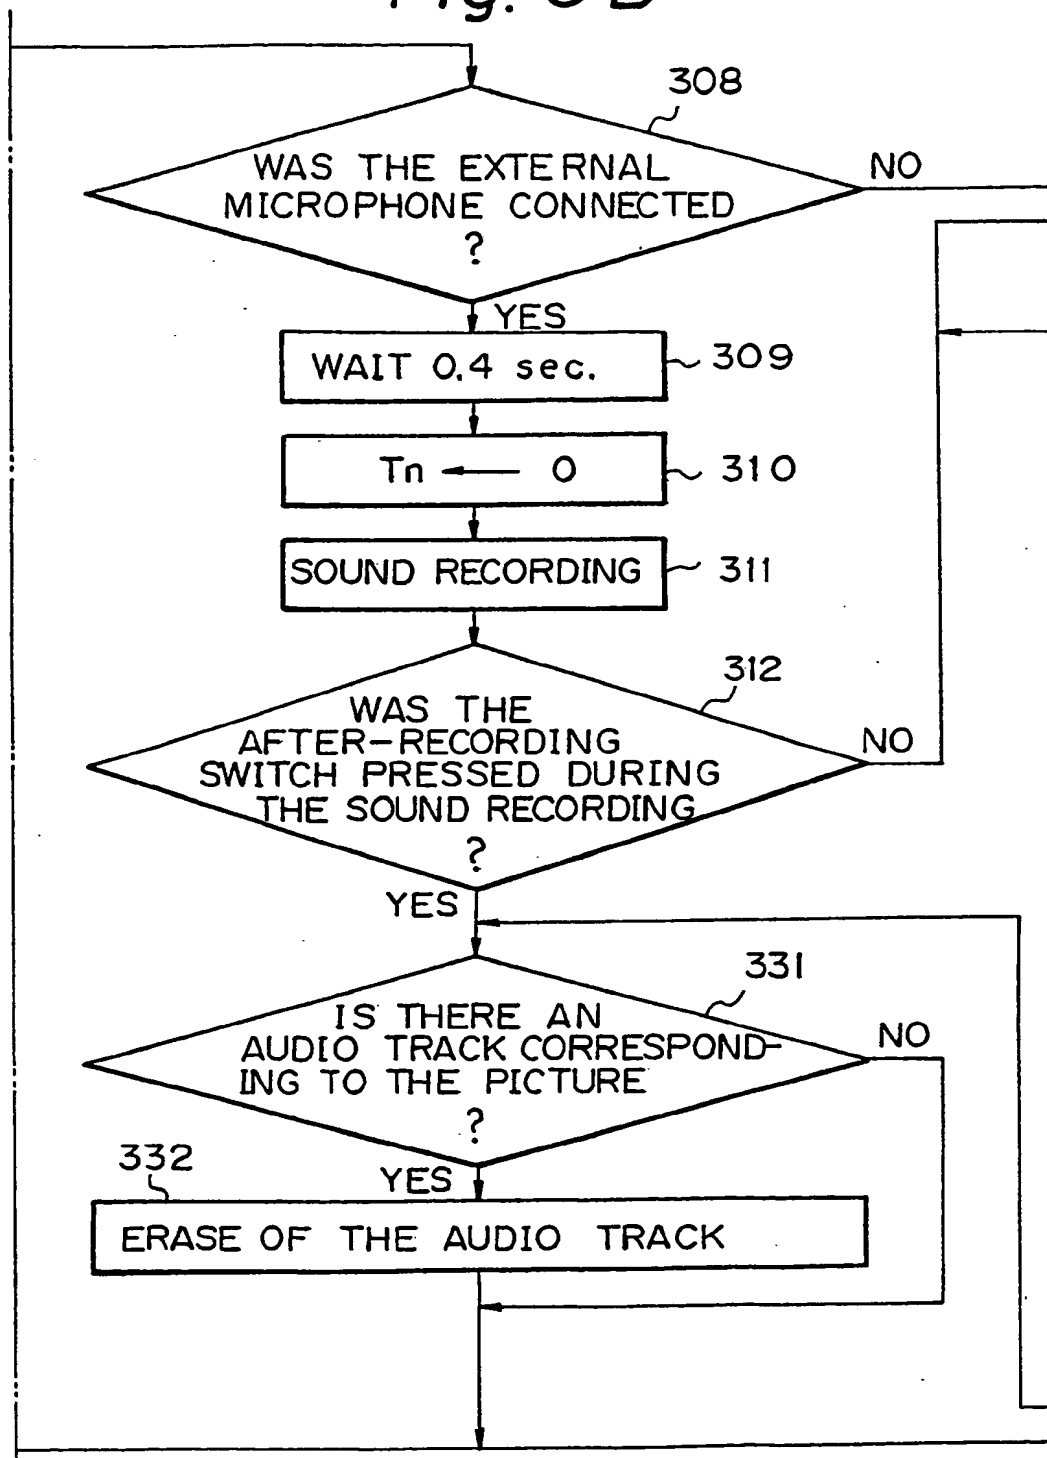 308
WAS THE EXTERNAL
MICROPHONE CONNECTED
?
NO
YES
WAIT 0.4 sec.
309
Tn ← 0
310
SOUND RECORDING
311
312
WAS THE
AFTER-RECORDING
SWITCH PRESSED DURING
THE SOUND RECORDING
?
NO
YES
331
IS THERE AN
AUDIO TRACK CORRESPOND-
ING TO THE PICTURE
?
NO
332
YES
ERASE OF THE AUDIO TRACK